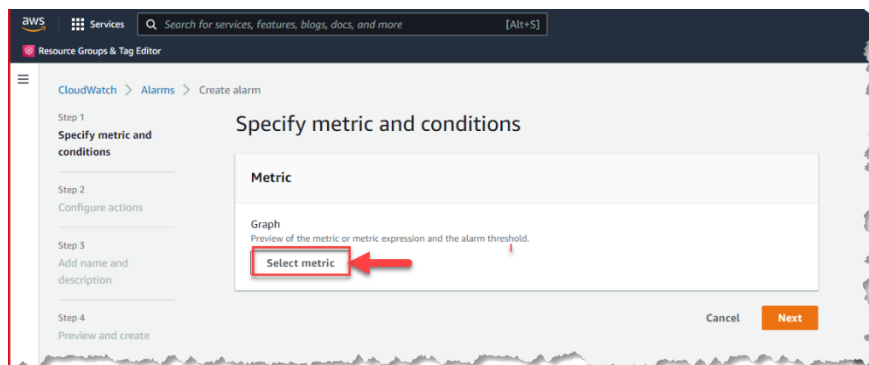 aws
Services
Search for services, features, blogs, docs, and more
[Alt+S]
Resource Groups & Tag Editor
CloudWatch > Alarms > Create alarm
Step 1
Specify metric and
conditions
Step 2
Configure actions
Step 3
Add name and
description
Step 4
Preview and create
Specify metric and conditions
Metric
Graph
Preview of the metric or metric expression and the alarm threshold.
Select metric
Cancel
Next